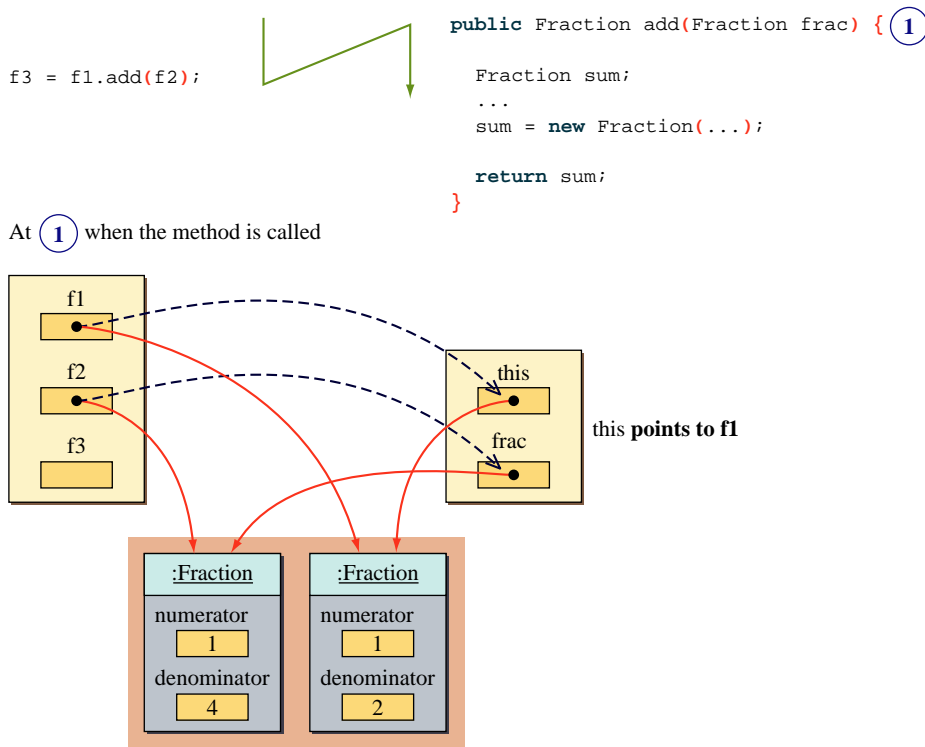 f3 = f1.add(f2);
public Fraction add(Fraction frac) { 1
Fraction sum;
...
sum = new Fraction(...);
return sum;
}
At 1 when the method is called
f1
f2
f3
this
frac
this points to f1
:Fraction
numerator
1
denominator
4
:Fraction
numerator
1
denominator
2